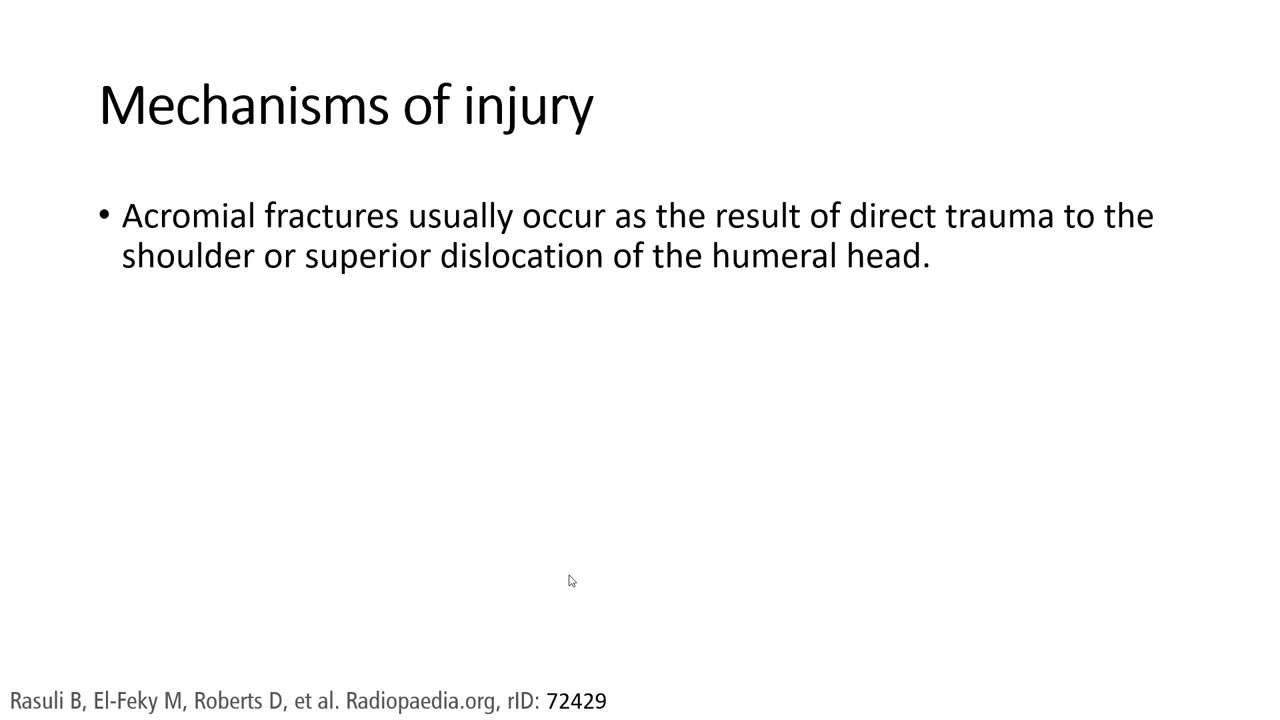 Mechanisms of injury
• Acromial fractures usually occur as the result of direct trauma to the
shoulder or superior dislocation of the humeral head.
Rasuli B, El-Feky M, Roberts D, et al. Radiopaedia.org, rID: 72429